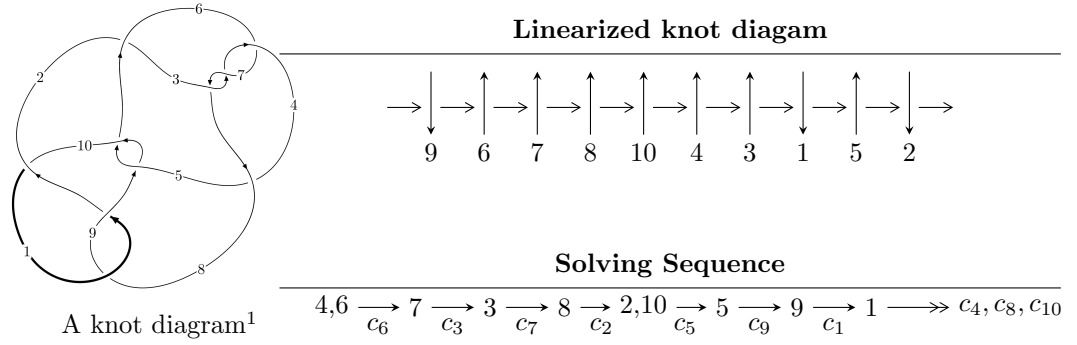 6
2
3
7
4
10
5
9
1
8
A knot diagram¹
Linearized knot diagam
9 6 7 8 10 4 3 1 5 2
Solving Sequence
4,6 → 7 → 3 → 8 → 2,10 → 5 → 9 → 1 ↠ c₄, c₈, c₁₀
c₆ c₃ c₇ c₂ c₅ c₉ c₁